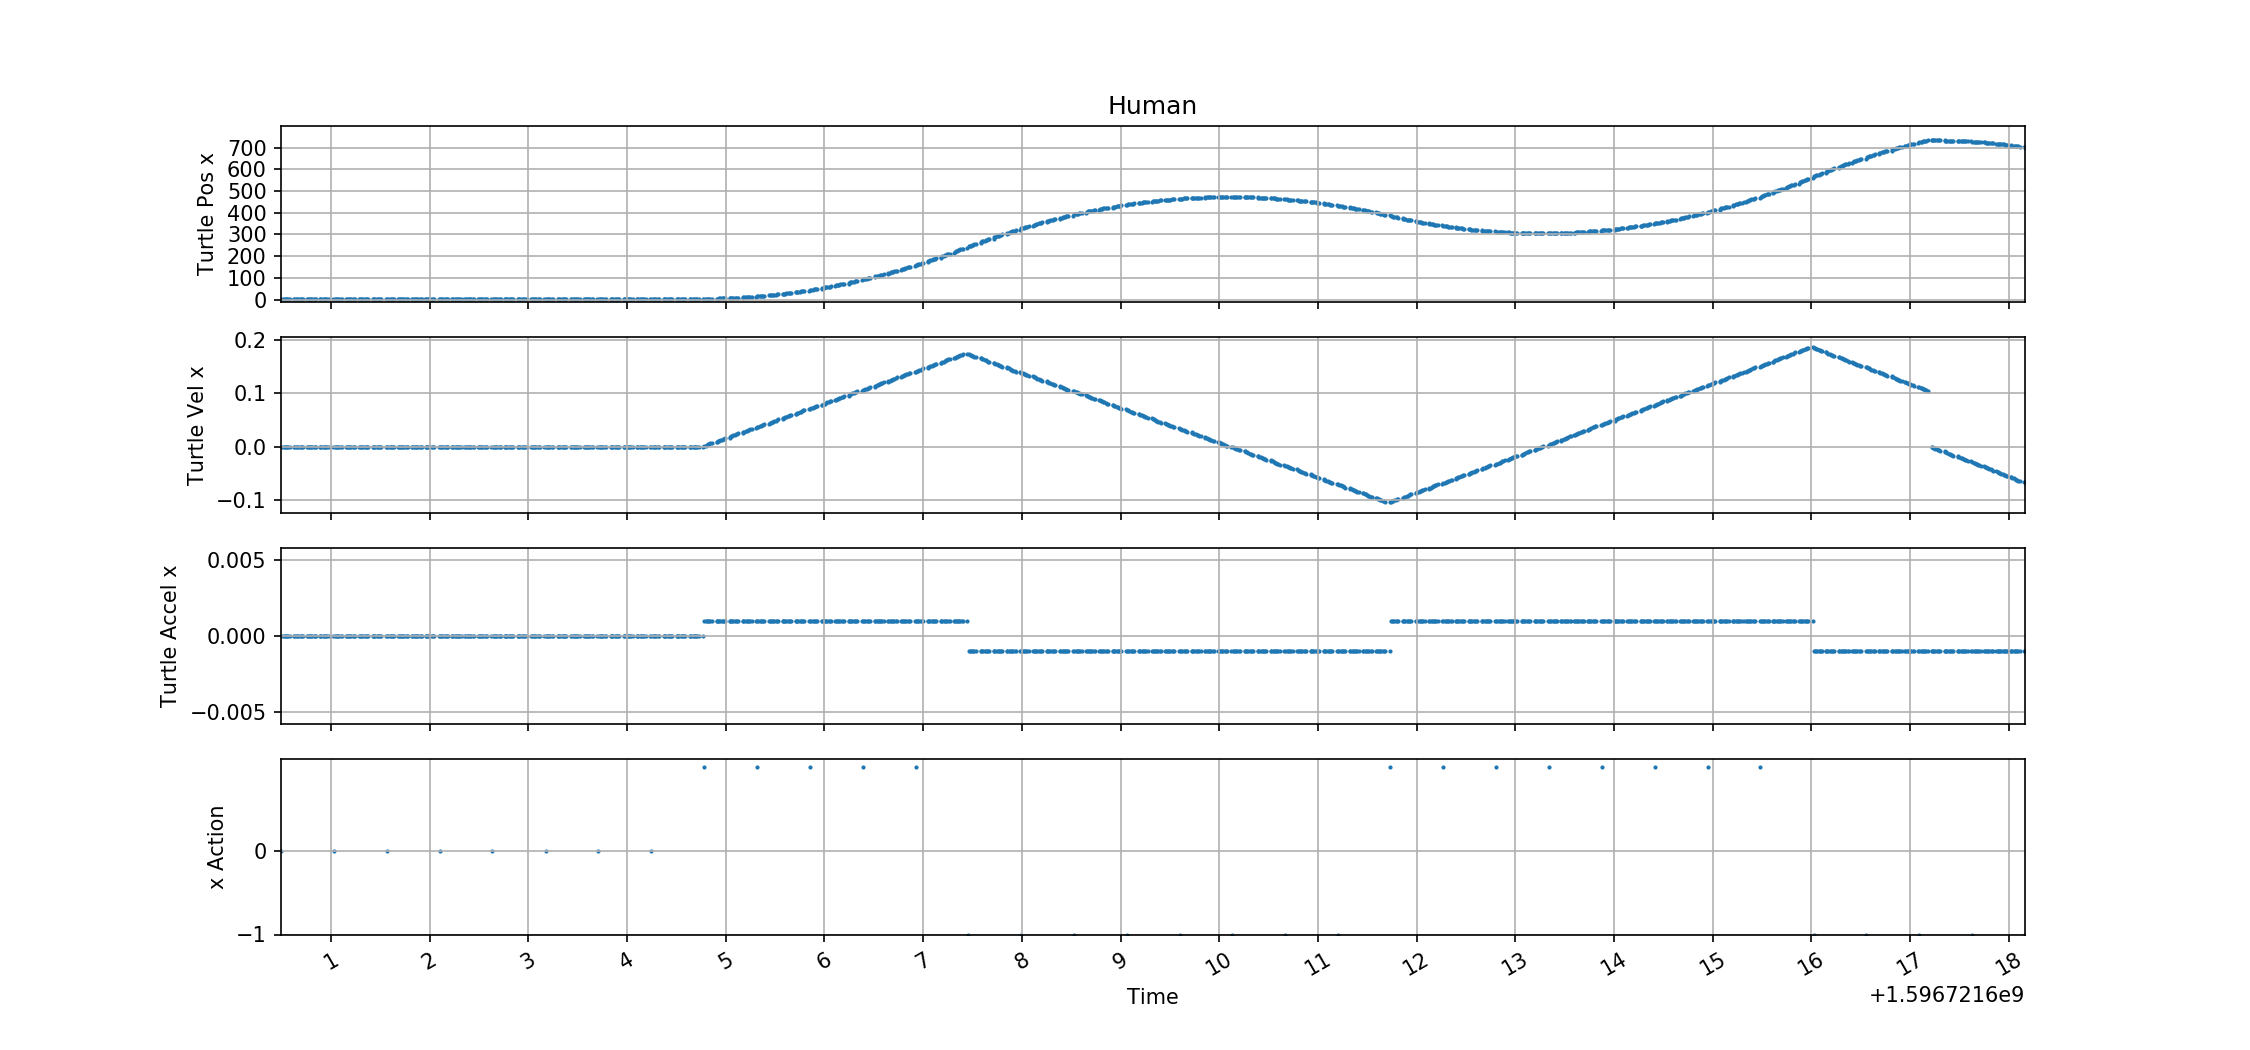 Human
Turtle Pos x
700
600
500
400
300
200
100
0
Turtle Vel x
0.2
0.1
0.0
−0.1
Turtle Accel x
0.005
0.000
−0.005
x Action
0
−1
1 2 3 4 5 6 7 8 9 10 11 12 13 14 15 16 17 18
Time
+1.5967216e9